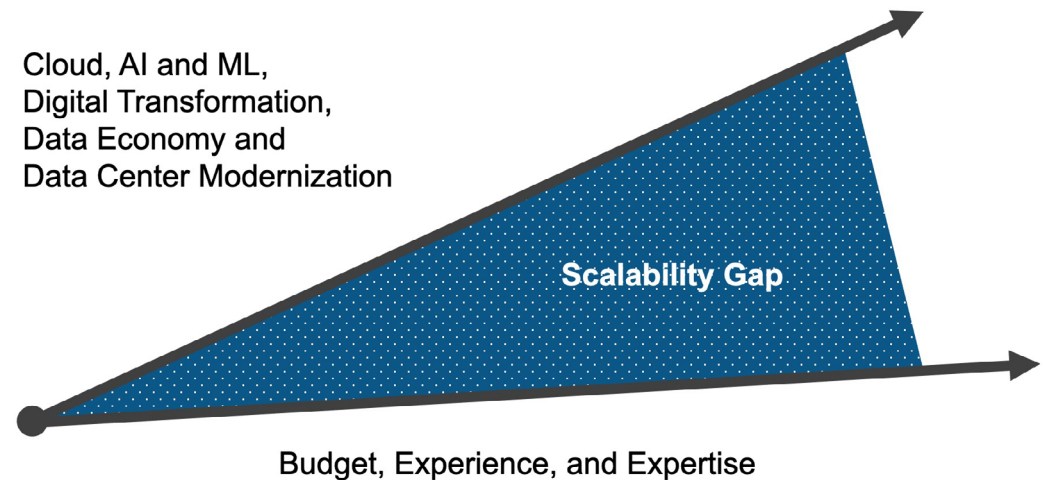 Cloud, AI and ML,
Digital Transformation,
Data Economy and
Data Center Modernization
Scalability Gap
Budget, Experience, and Expertise